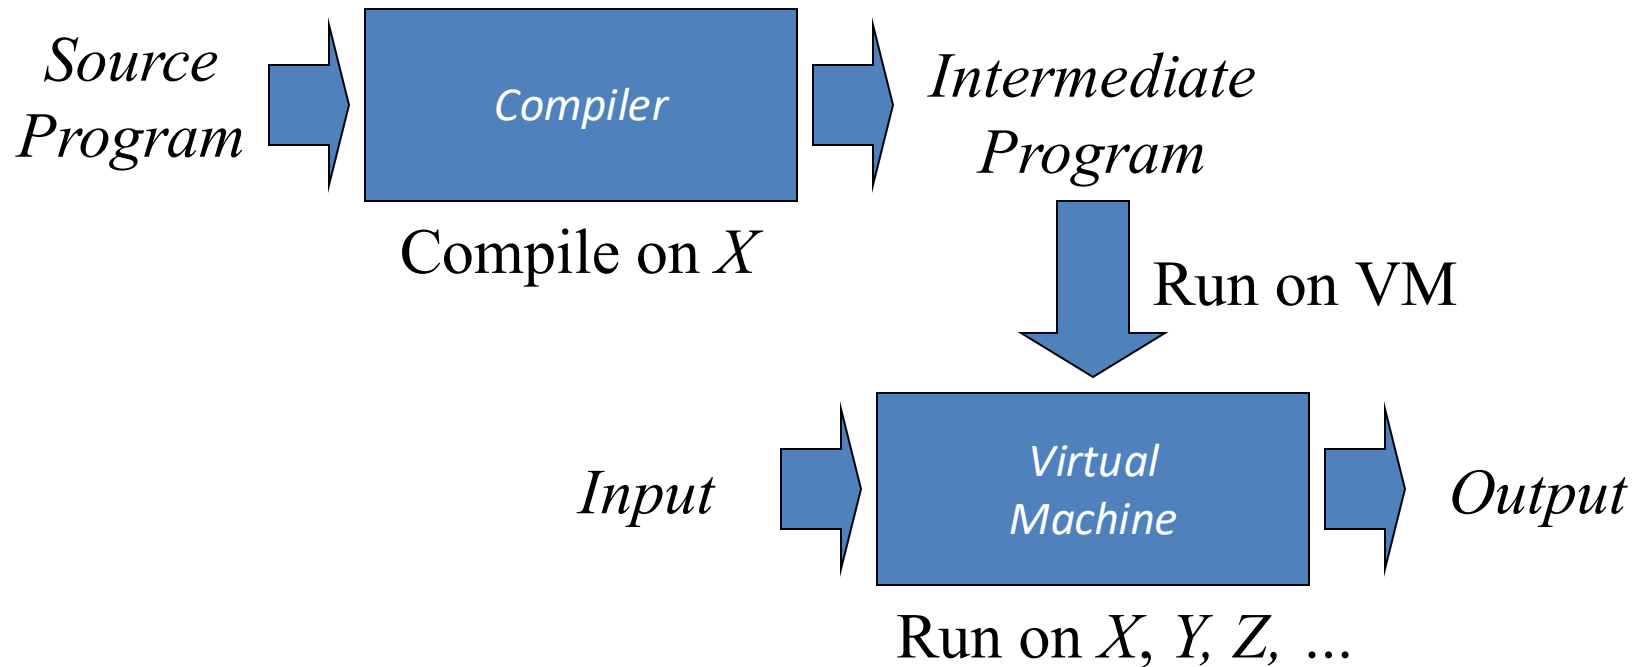 Source
Program
Compiler
Intermediate
Program
Compile on X
Run on VM
Input
Virtual
Machine
Output
Run on X, Y, Z, ...